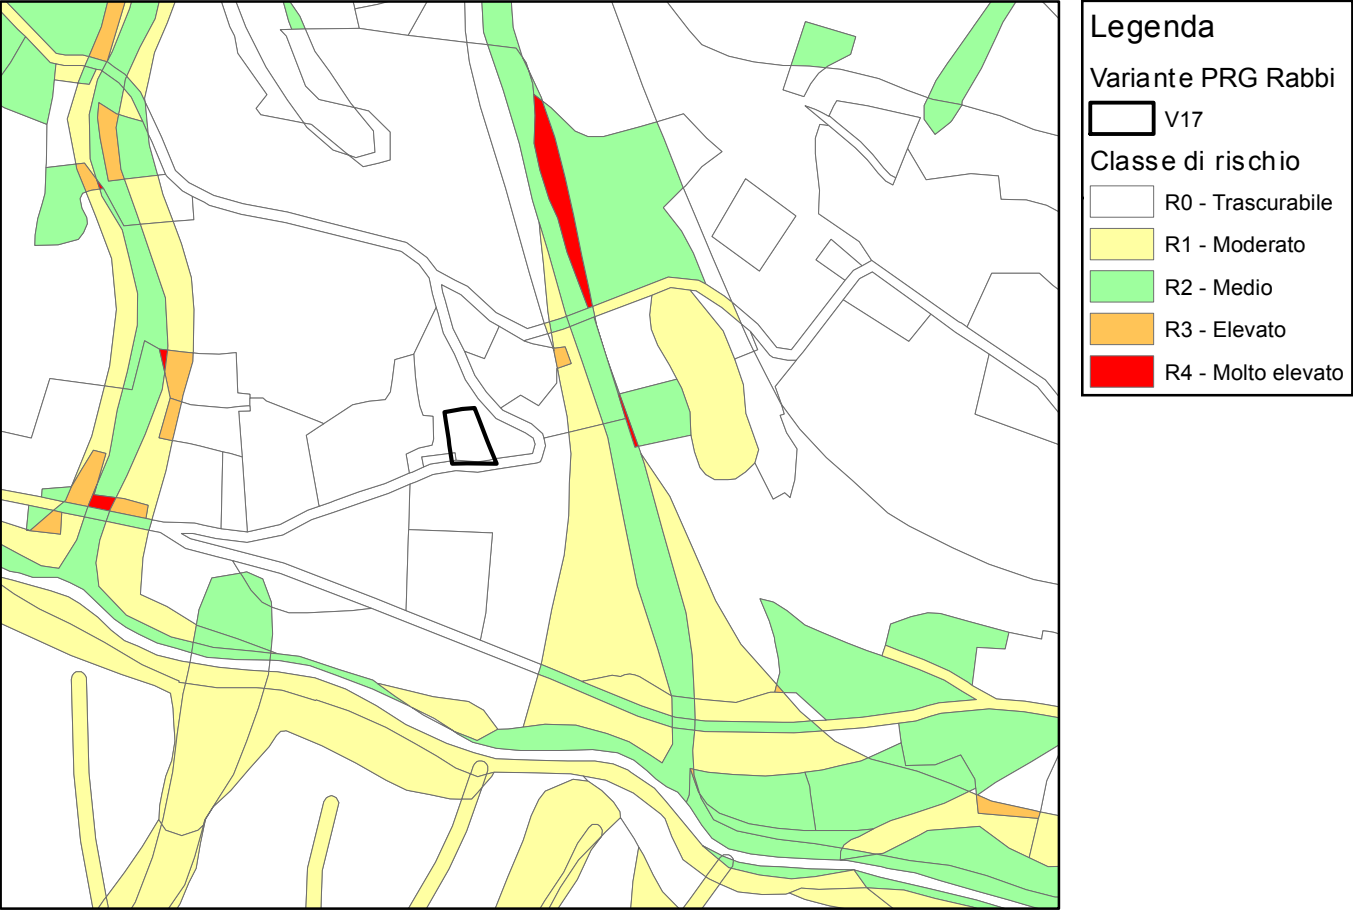 Legenda
Variante PRG Rabbi
V17
Classe di rischio
R0 - Trascurabile
R1 - Moderato
R2 - Medio
R3 - Elevato
R4 - Molto elevato